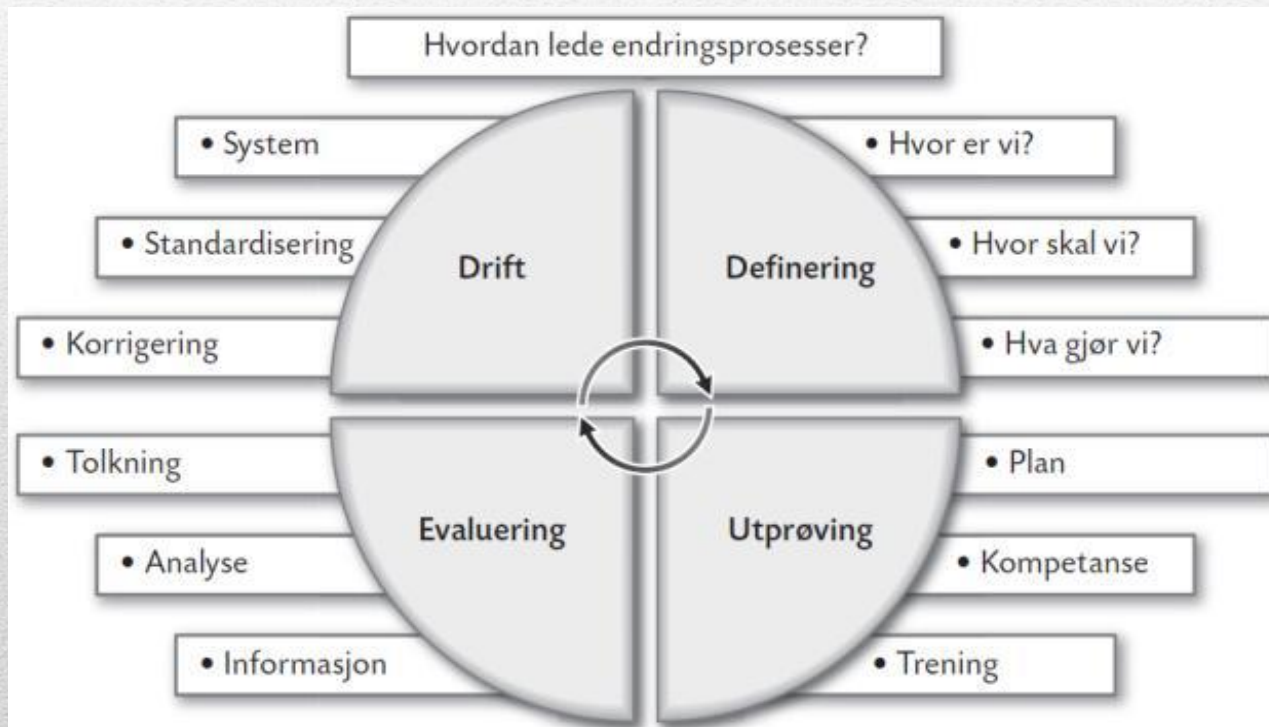 Hvordan lede endringsprosesser?
• System
• Hvor er vi?
• Standardisering
• Hvor skal vi?
Drift
Definering
• Korrigering
• Hva gjør vi?
• Tolkning
• Plan
Evaluering
Utprøving
• Analyse
• Kompetanse
• Informasjon
• Trening